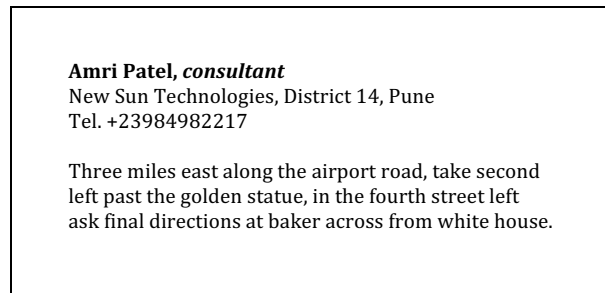 Amri Patel, consultant
New Sun Technologies, District 14, Pune
Tel. +23984982217
Three miles east along the airport road, take second
left past the golden statue, in the fourth street left
ask final directions at baker across from white house.